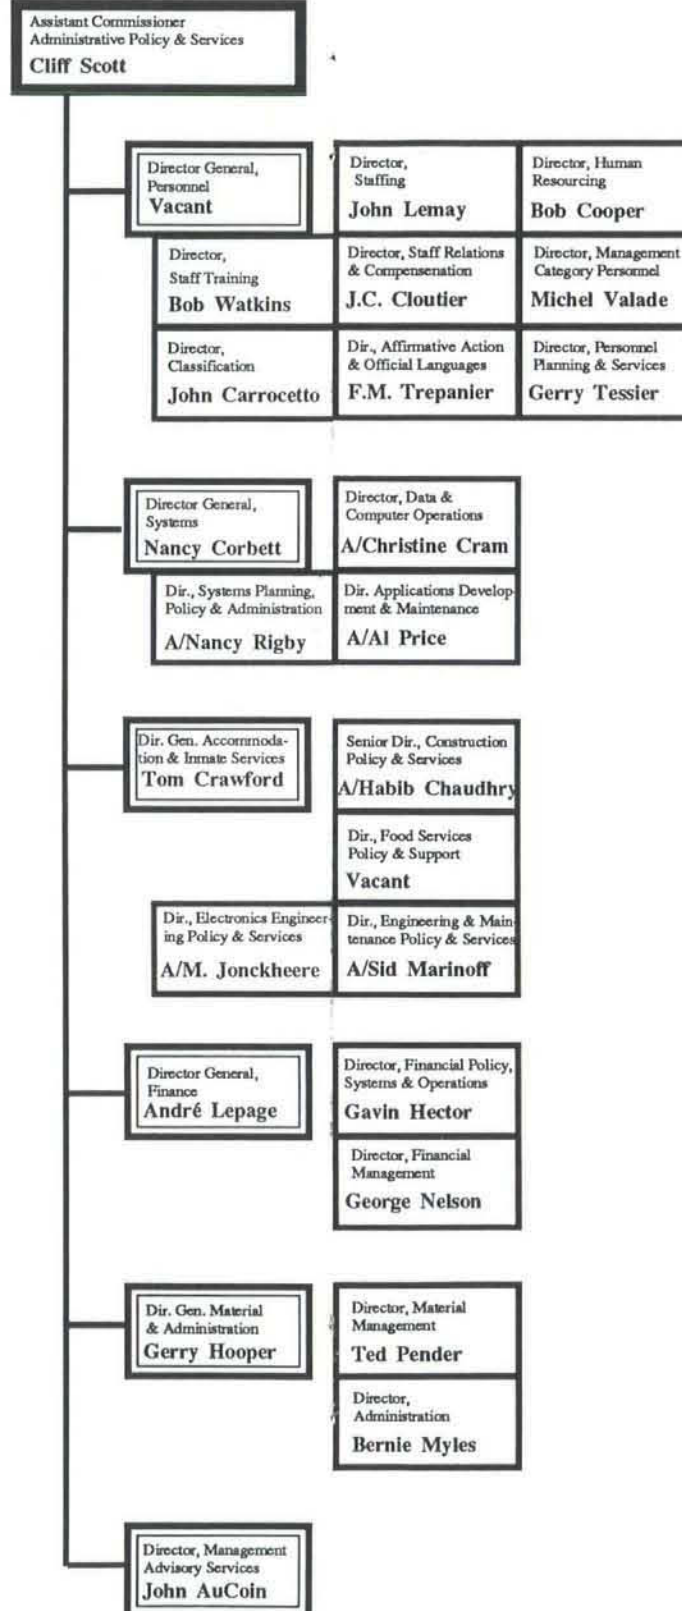 Assistant Commissioner
Administrative Policy & Services
Cliff Scott
Director General,
Personnel
Vacant
Director,
Staffing
John Lemay
Director, Human
Resourcing
Bob Cooper
Director,
Staff Training
Bob Watkins
Director, Staff Relations
& Compensenation
J.C. Cloutier
Director, Management
Category Personnel
Michel Valade
Director,
Classification
John Carrocetto
Dir., Affirmative Action
& Official Languages
F.M. Trepanier
Director, Personnel
Planning & Services
Gerry Tessier
Director General,
Systems
Nancy Corbett
Director, Data &
Computer Operations
A/Christine Cram
Dir., Systems Planning,
Policy & Administration
A/Nancy Rigby
Dir. Applications Develop-
ment & Maintenance
A/Al Price
Dir. Gen. Accommoda-
tion & Inmate Services
Tom Crawford
Senior Dir., Construction
Policy & Services
A/Habib Chaudhry
Dir., Food Services
Policy & Support
Vacant
Dir., Electronics Engineer-
ing Policy & Services
A/M. Jonckheere
Dir., Engineering & Main-
tenance Policy & Services
A/Sid Marinoff
Director General,
Finance
André Lepage
Director, Financial Policy,
Systems & Operations
Gavin Hector
Director, Financial
Management
George Nelson
Dir. Gen. Material
& Administration
Gerry Hooper
Director, Material
Management
Ted Pender
Director,
Administration
Bernie Myles
Director, Management
Advisory Services
John AuCoin